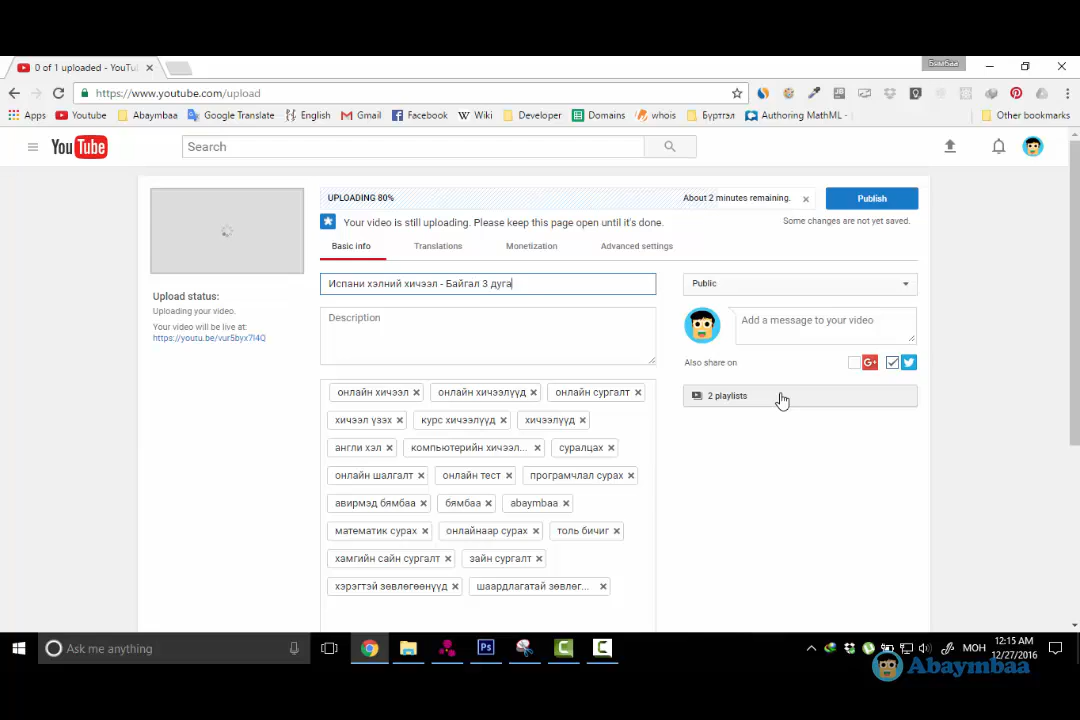 0 of 1 uploaded - YouTu
Бямбаа
https://www.youtube.com/upload
Apps Youtube Abaymbaa Google Translate English Gmail Facebook Wiki Developer Domains whois Бүртгэл Authoring MathML - Other bookmarks
YouTube
Search
UPLOADING 80% About 2 minutes remaining. Publish
Your video is still uploading. Please keep this page open until it's done. Some changes are not yet saved.
Basic info Translations Monetization Advanced settings
Испани хэлний хичээл - Байгал 3 дуга
Public
Upload status:
Uploading your video.
Your video will be live at:
https://youtu.be/vur5byx7I4Q
Description
Add a message to your video
Also share on G+
2 playlists
онлайн хичээл онлайн хичээлүүд онлайн сургалт
хичээл үзэх курс хичээлүүд хичээлүүд
англи хэл компьютерийн хичээл... суралцах
онлайн шалгалт онлайн тест програмчлал сурах
авирмэд бямбаа бямбаа abaymbaa
математик сурах онлайнаар сурах толь бичиг
хамгийн сайн сургалт зайн сургалт
хэрэгтэй зөвлөгөөнүүд шаардлагатай зөвлөг...
Ask me anything
Ps
МОН
12:15 AM
12/27/2016
Abaymbaa